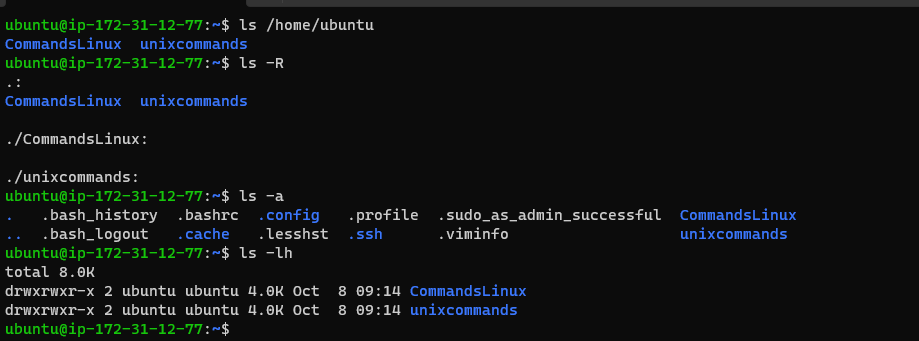 ubuntu@ip-172-31-12-77:~$ ls /home/ubuntu
CommandsLinux  unixcommands
ubuntu@ip-172-31-12-77:~$ ls -R
.:
CommandsLinux  unixcommands
./CommandsLinux:
./unixcommands:
ubuntu@ip-172-31-12-77:~$ ls -a
.   .bash_history  .bashrc  .config   .profile  .sudo_as_admin_successful  CommandsLinux
..  .bash_logout   .cache   .lesshst  .ssh      .viminfo                   unixcommands
ubuntu@ip-172-31-12-77:~$ ls -lh
total 8.0K
drwxrwxr-x 2 ubuntu ubuntu 4.0K Oct  8 09:14 CommandsLinux
drwxrwxr-x 2 ubuntu ubuntu 4.0K Oct  8 09:14 unixcommands
ubuntu@ip-172-31-12-77:~$